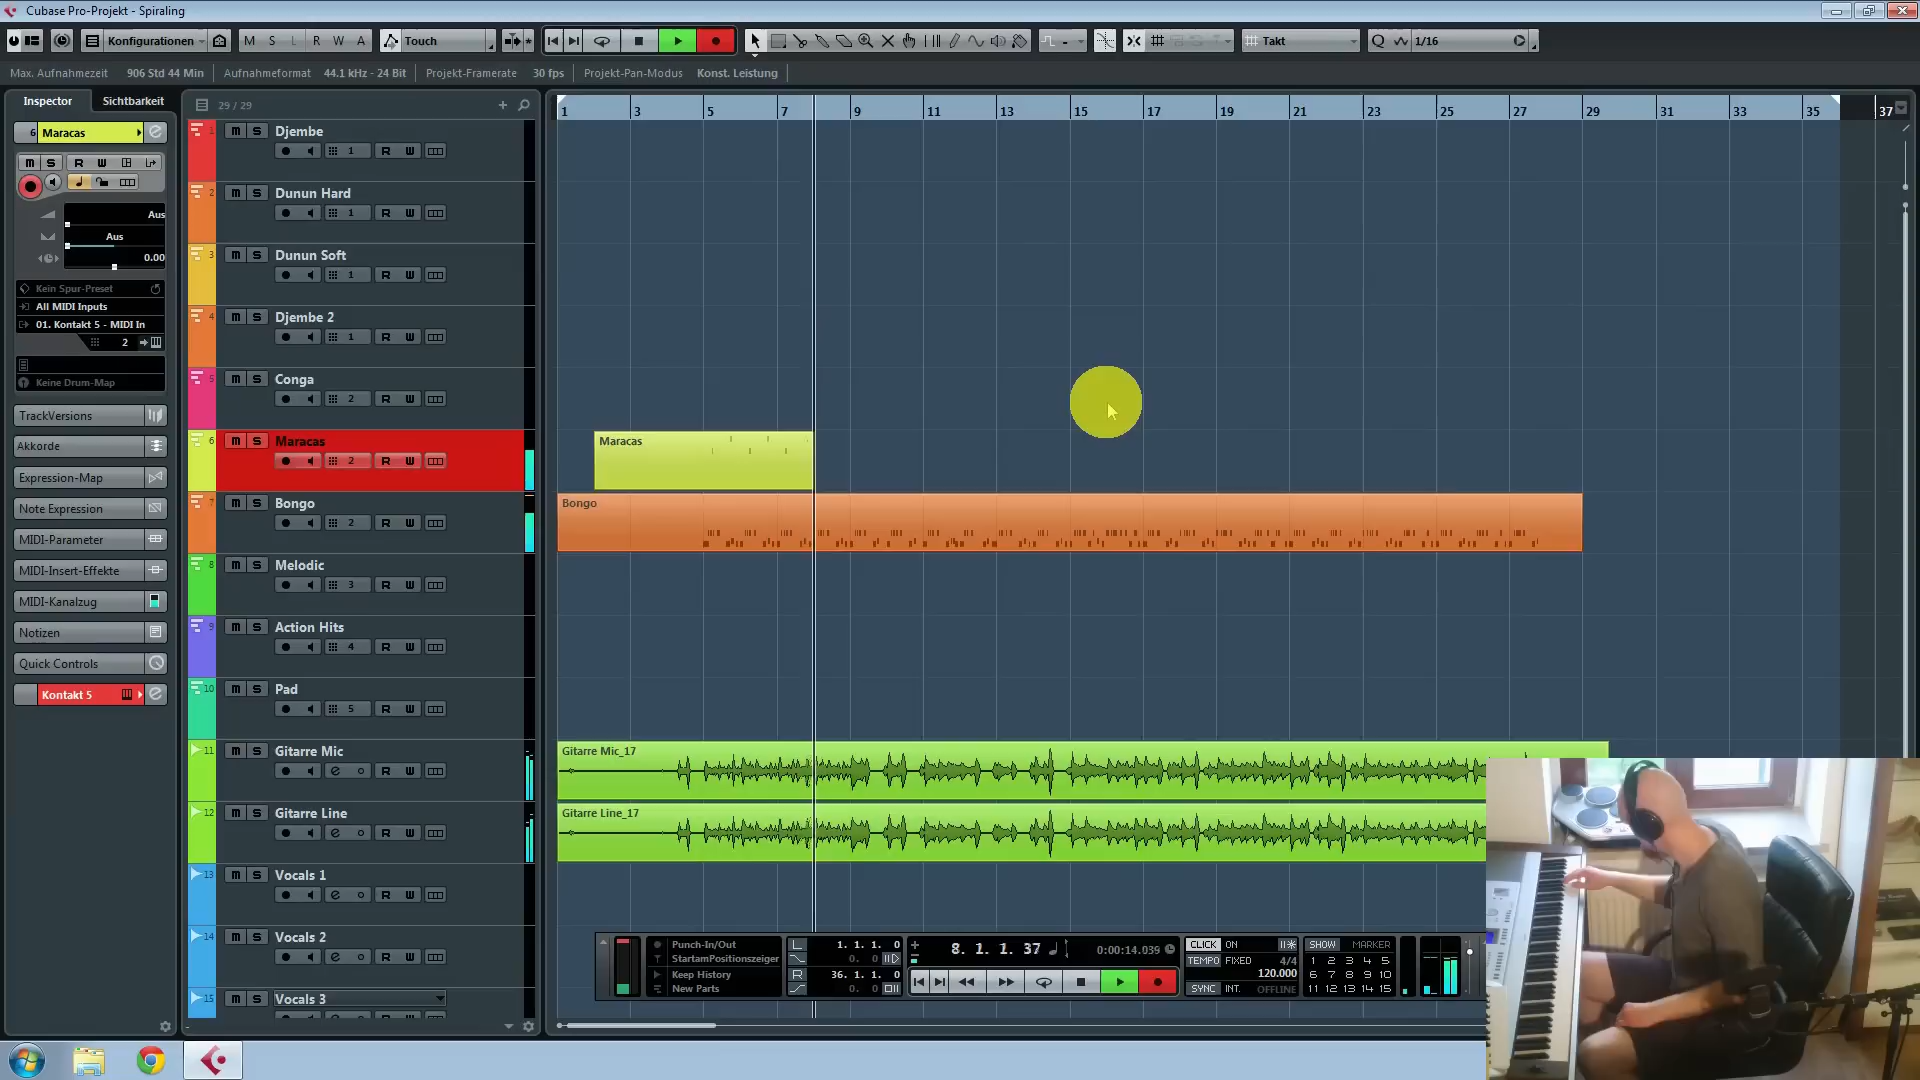 Cubase Pro-Projekt - Spiraling
Konfigurationen M S L R W A Touch Takt Q 1/16
Max. Aufnahmezeit 906 Std 44 Min Aufnahmeformat 44.1 kHz - 24 Bit Projekt-Framerate 30 fps Projekt-Pan-Modus Konst. Leistung
Inspector Sichtbarkeit 29 / 29
1 3 5 7 9 11 13 15 17 19 21 23 25 27 29 31 33 35 37
6 Maracas
M S R W
Aus
Aus
0.00
Kein Spur-Preset
All MIDI Inputs
01. Kontakt 5 - MIDI In
2
Keine Drum-Map
TrackVersions
Akkorde
Expression-Map
Note Expression
MIDI-Parameter
MIDI-Insert-Effekte
MIDI-Kanalzug
Notizen
Quick Controls
Kontakt 5
1 m S Djembe
1 R W
2 m S Dunun Hard
1 R W
3 m S Dunun Soft
1 R W
4 m S Djembe 2
1 R W
5 m S Conga
2 R W
6 m S Maracas
2 R W
7 m S Bongo
2 R W
8 m S Melodic
3 R W
9 m S Action Hits
4 R W
10 m S Pad
5 R W
11 m S Gitarre Mic
e R W
12 m S Gitarre Line
e R W
13 m S Vocals 1
e R W
14 m S Vocals 2
e R W
15 m S Vocals 3
Maracas
Bongo
Gitarre Mic_17
Gitarre Line_17
Punch-In/Out
StartamPositionszeiger
Keep History
New Parts
L 1. 1. 1. 0
0. 0
R 36. 1. 1. 0
0. 0
8. 1. 1. 37 0:00:14.039
CLICK ON
TEMPO FIXED 4/4
120.000
SYNC INT. OFFLINE
SHOW MARKER
1 2 3 4 5
6 7 8 9 10
11 12 13 14 15